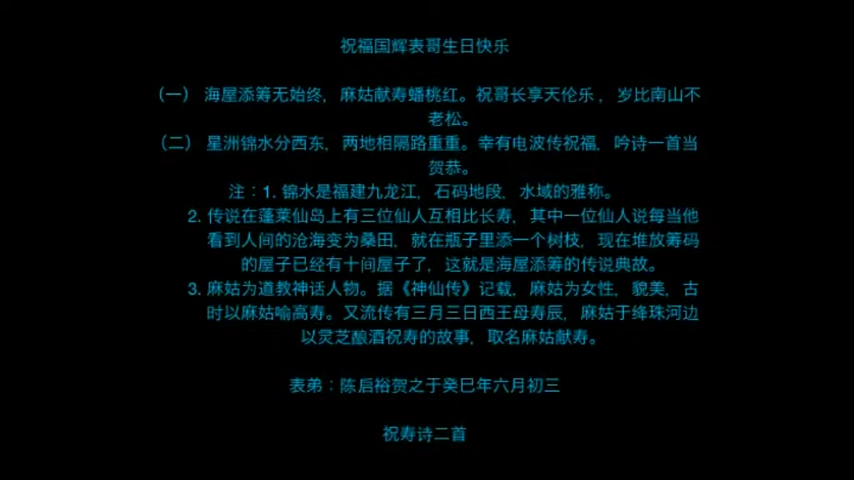 祝福国辉表哥生日快乐
（一） 海屋添筹无始终，麻姑献寿蟠桃红。祝哥长享天伦乐 ，岁比南山不
老松。
（二） 星洲锦水分西东，两地相隔路重重。幸有电波传祝福，吟诗一首当
贺恭。
注：1. 锦水是福建九龙江，石码地段，水域的雅称。
2. 传说在蓬莱仙岛上有三位仙人互相比长寿，其中一位仙人说每当他
看到人间的沧海变为桑田，就在瓶子里添一个树枝，现在堆放筹码
的屋子已经有十间屋子了，这就是海屋添筹的传说典故。
3. 麻姑为道教神话人物。据《神仙传》记载，麻姑为女性，貌美，古
时以麻姑喻高寿。又流传有三月三日西王母寿辰，麻姑于绛珠河边
以灵芝酿酒祝寿的故事，取名麻姑献寿。
表弟：陈启裕贺之于癸巳年六月初三
祝寿诗二首